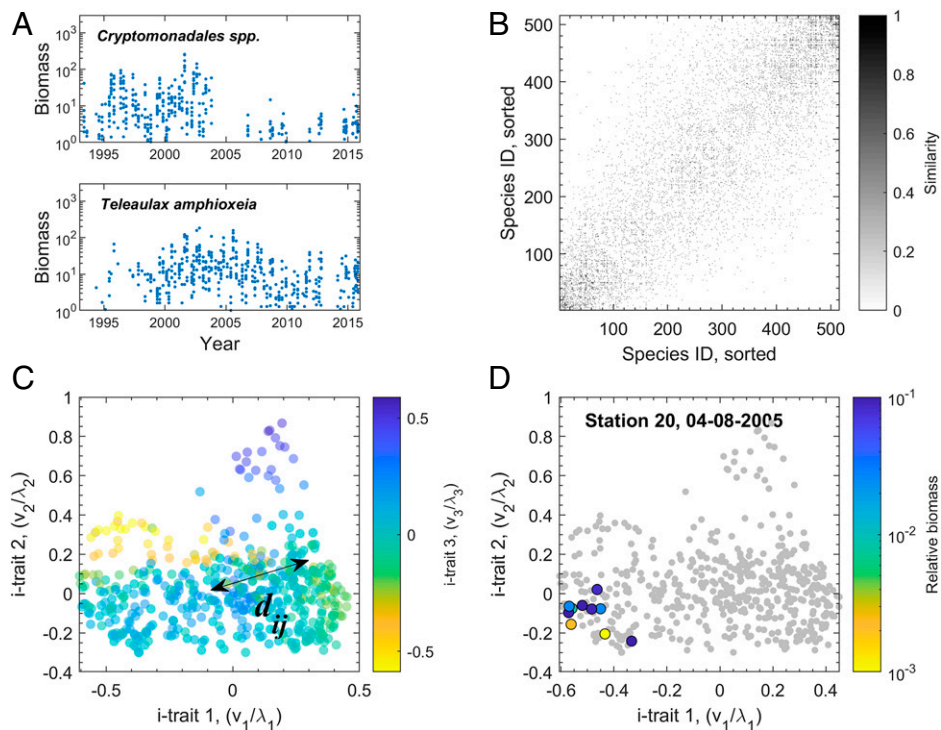 A
Cryptomonadales spp.
Biomass
10³
10²
10¹
10⁰
1995 2000 2005 2010 2015
Teleaulax amphioxeia
Biomass
10³
10²
10¹
10⁰
1995 2000 2005 2010 2015
Year
B
Species ID, sorted
500
400
300
200
100
100 200 300 400 500
Species ID, sorted
1
0.8
0.6
0.4
0.2
0
Similarity
C
i-trait 2, (v₂/λ₂)
1
0.8
0.6
0.4
0.2
0
-0.2
-0.4
-0.5 0 0.5
i-trait 1, (v₁/λ₁)
d_ij
0.5
0
-0.5
i-trait 3, (v₃/λ₃)
D
Station 20, 04-08-2005
i-trait 2, (v₂/λ₂)
1
0.8
0.6
0.4
0.2
0
-0.2
-0.4
-0.6 -0.4 -0.2 0 0.2 0.4
i-trait 1, (v₁/λ₁)
10⁻¹
10⁻²
10⁻³
Relative biomass